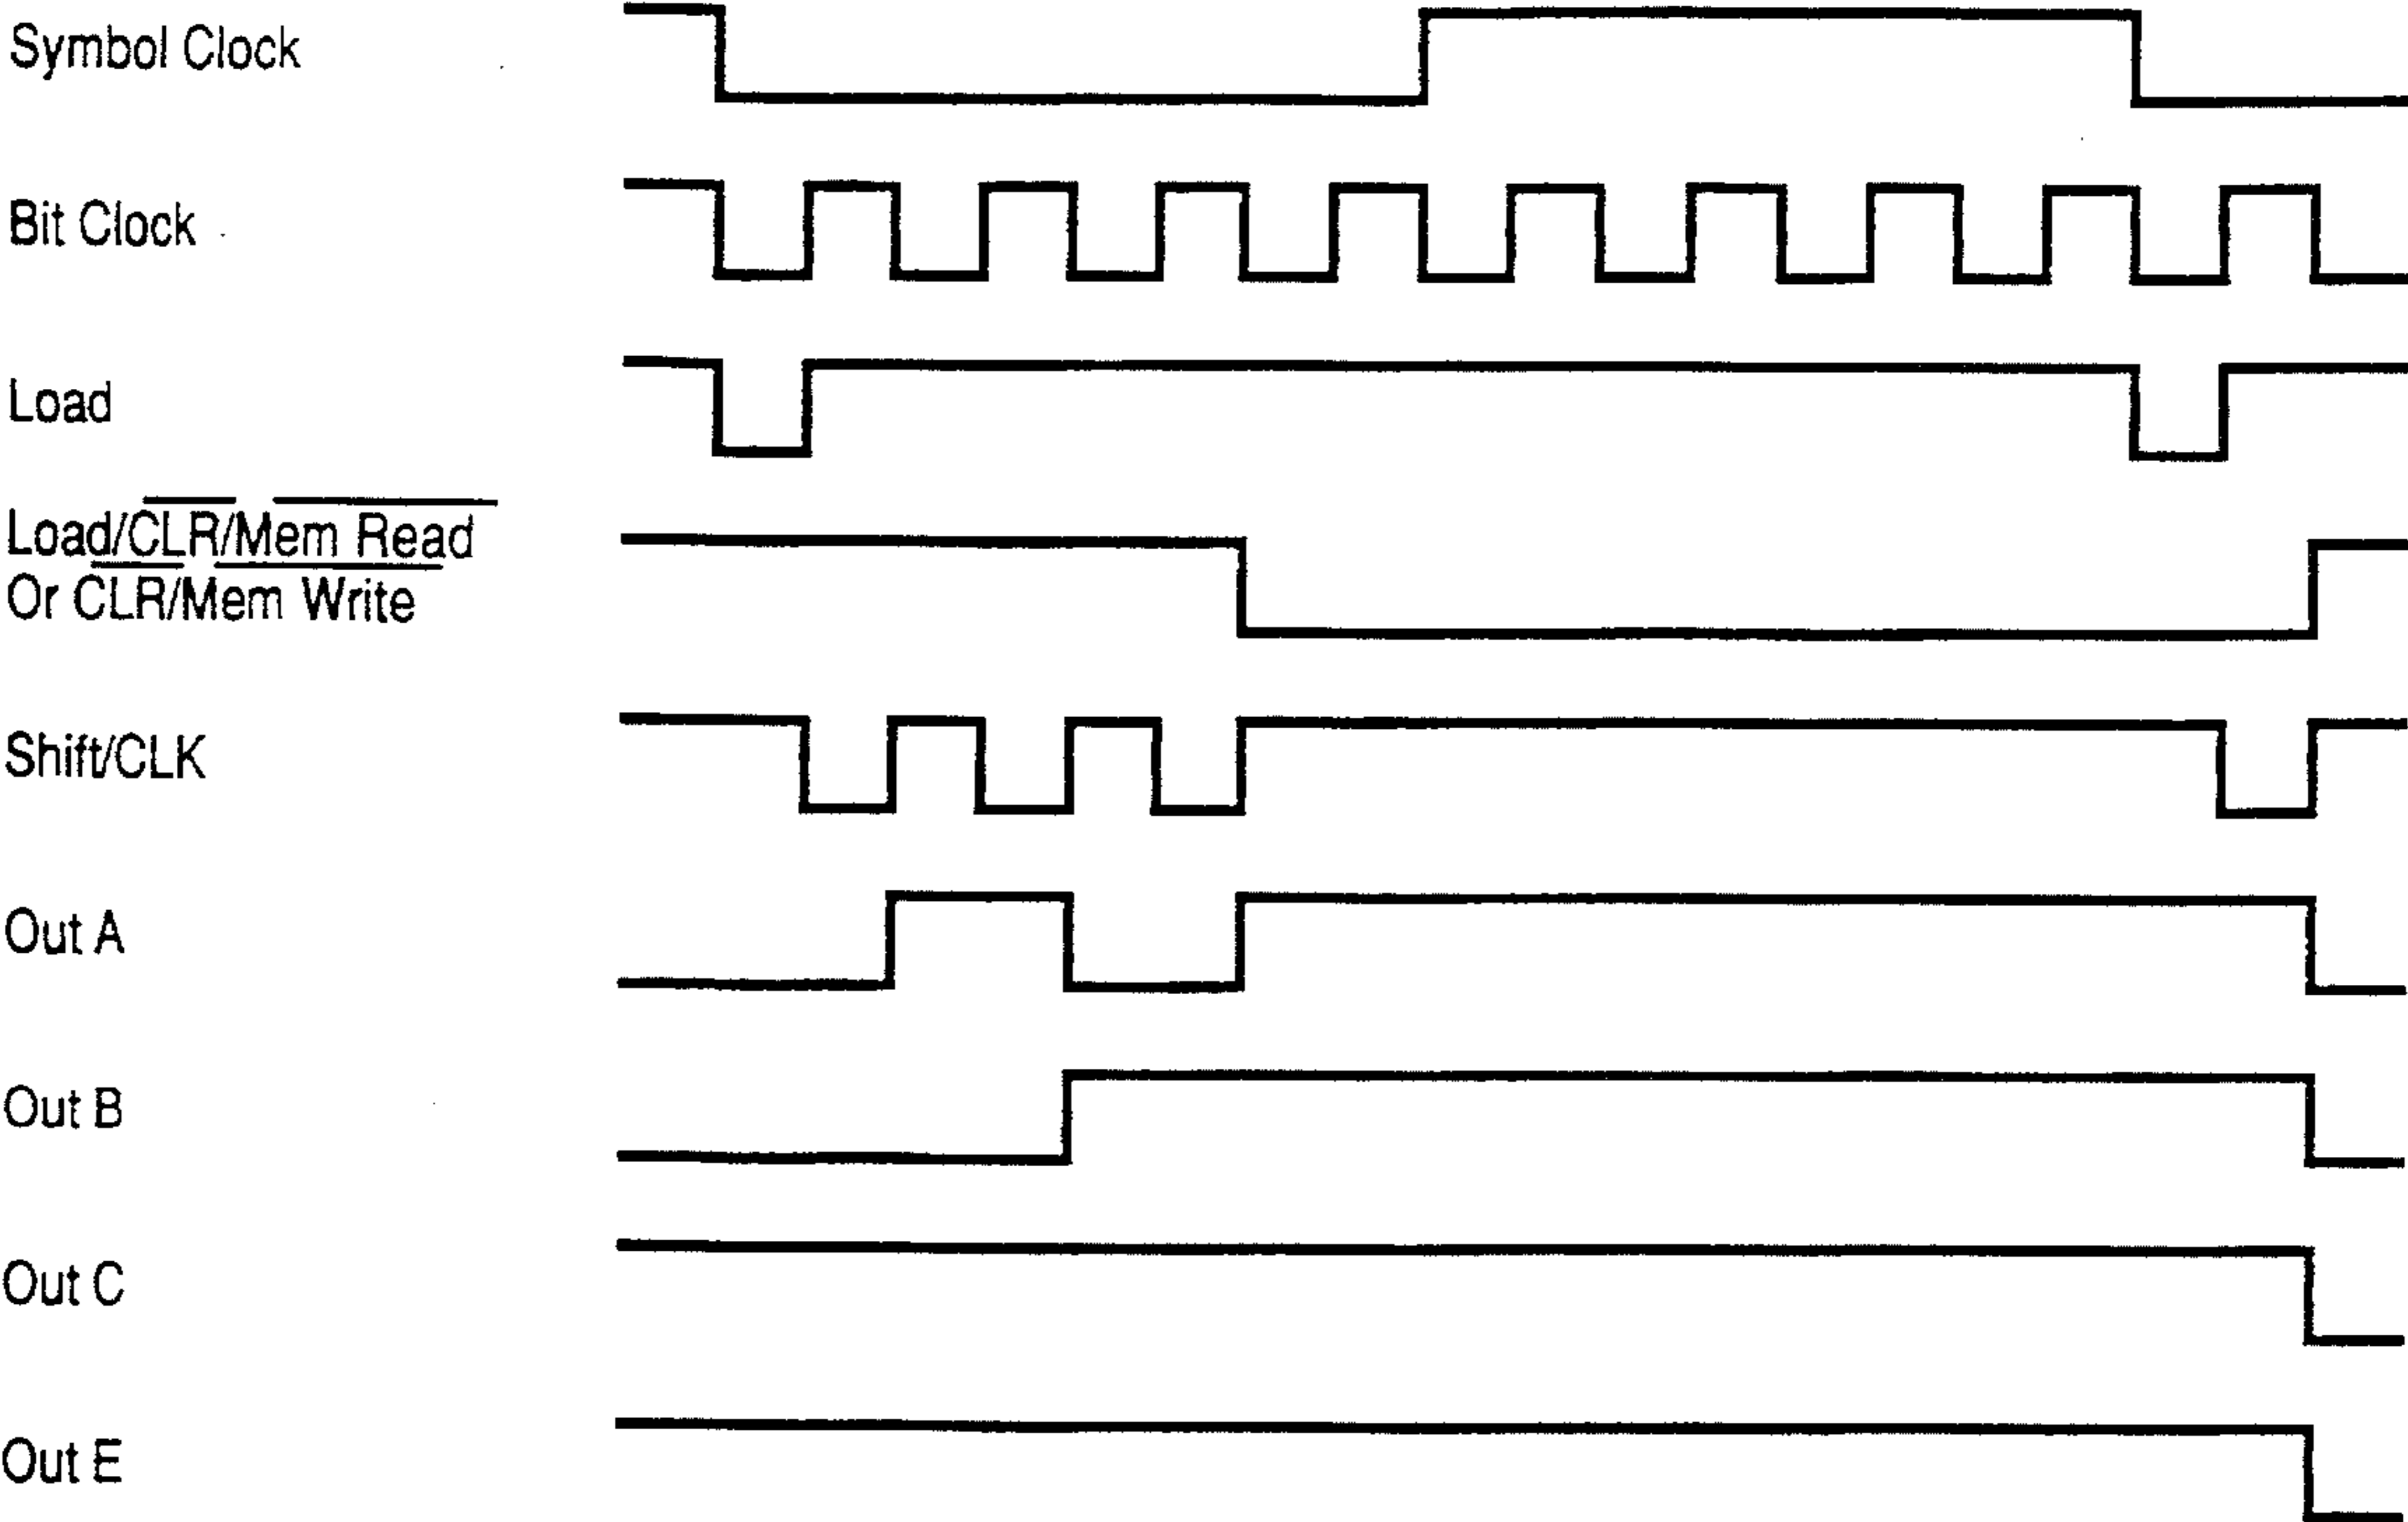 Symbol Clock
Bit Clock
Load
Load/CLR/Mem Read
Or CLR/Mem Write
Shift/CLK
Out A
Out B
Out C
Out E